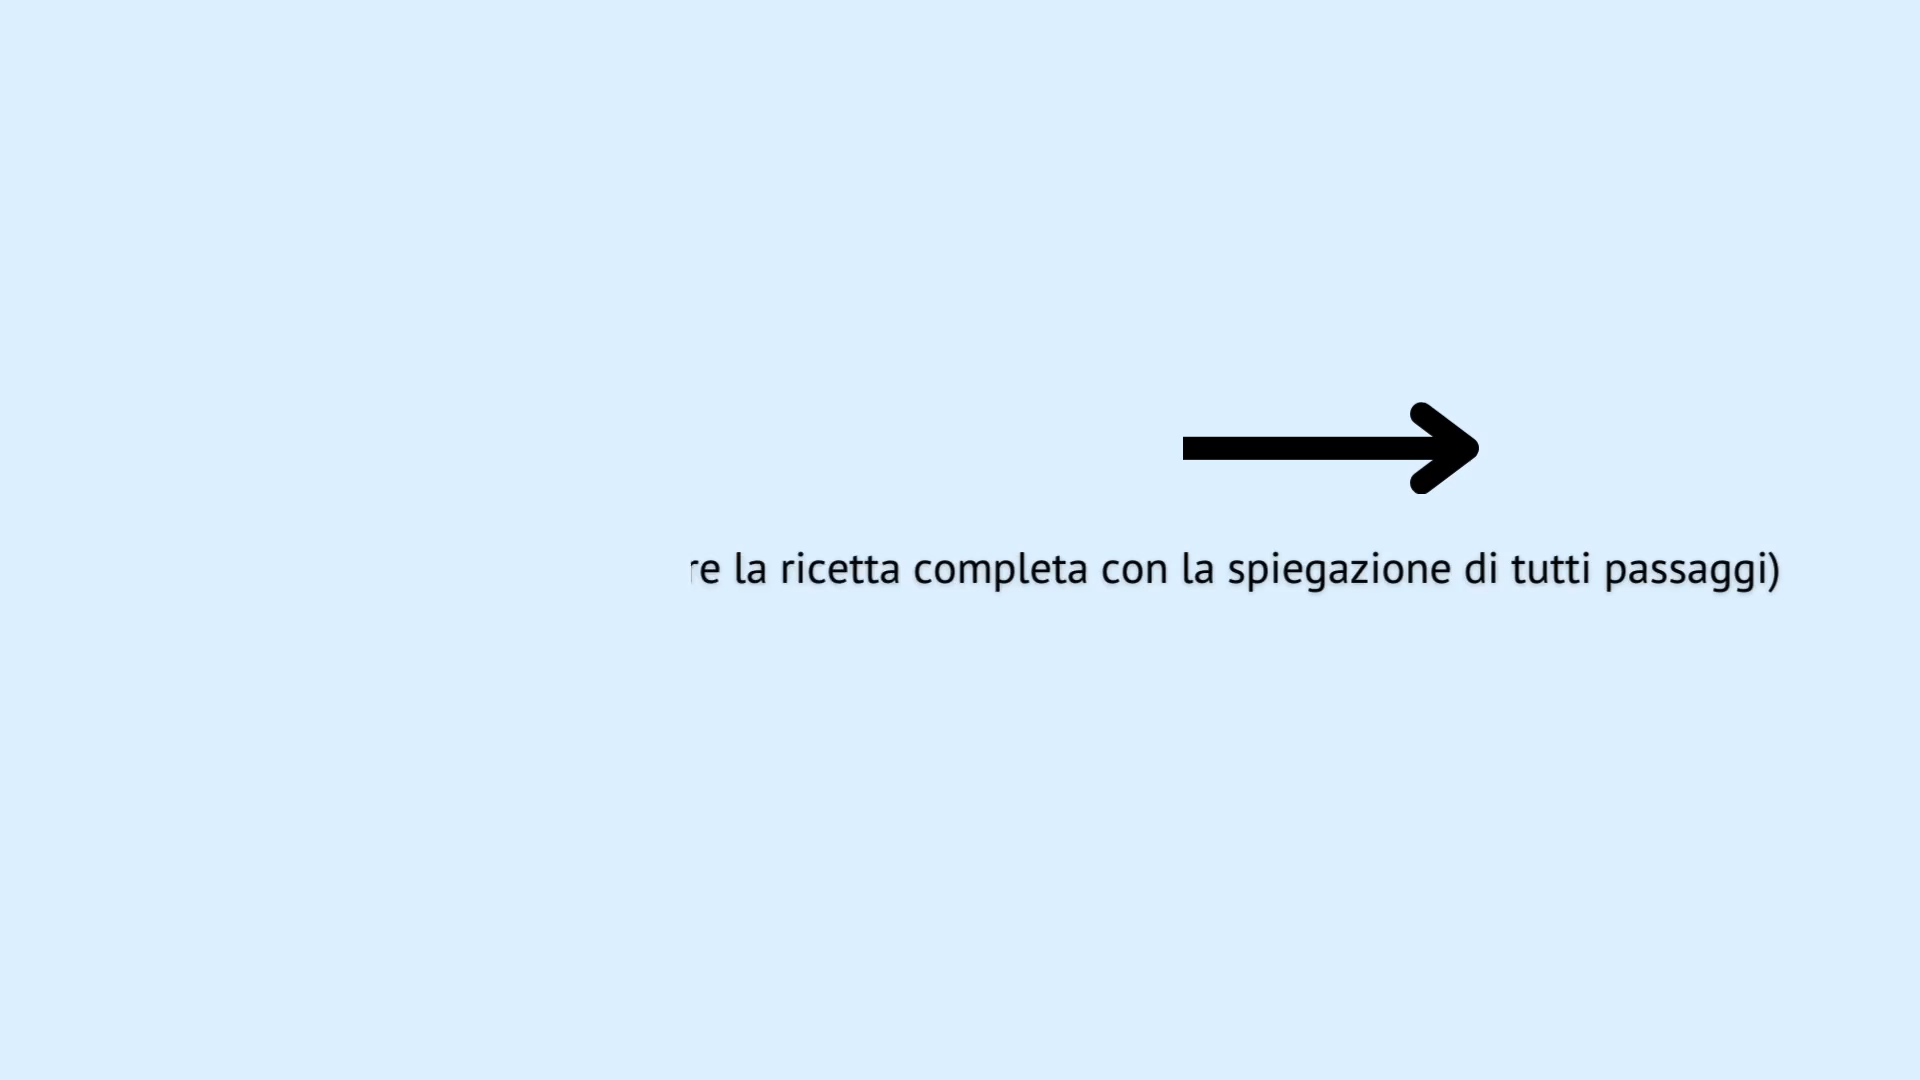 re la ricetta completa con la spiegazione di tutti passaggi)